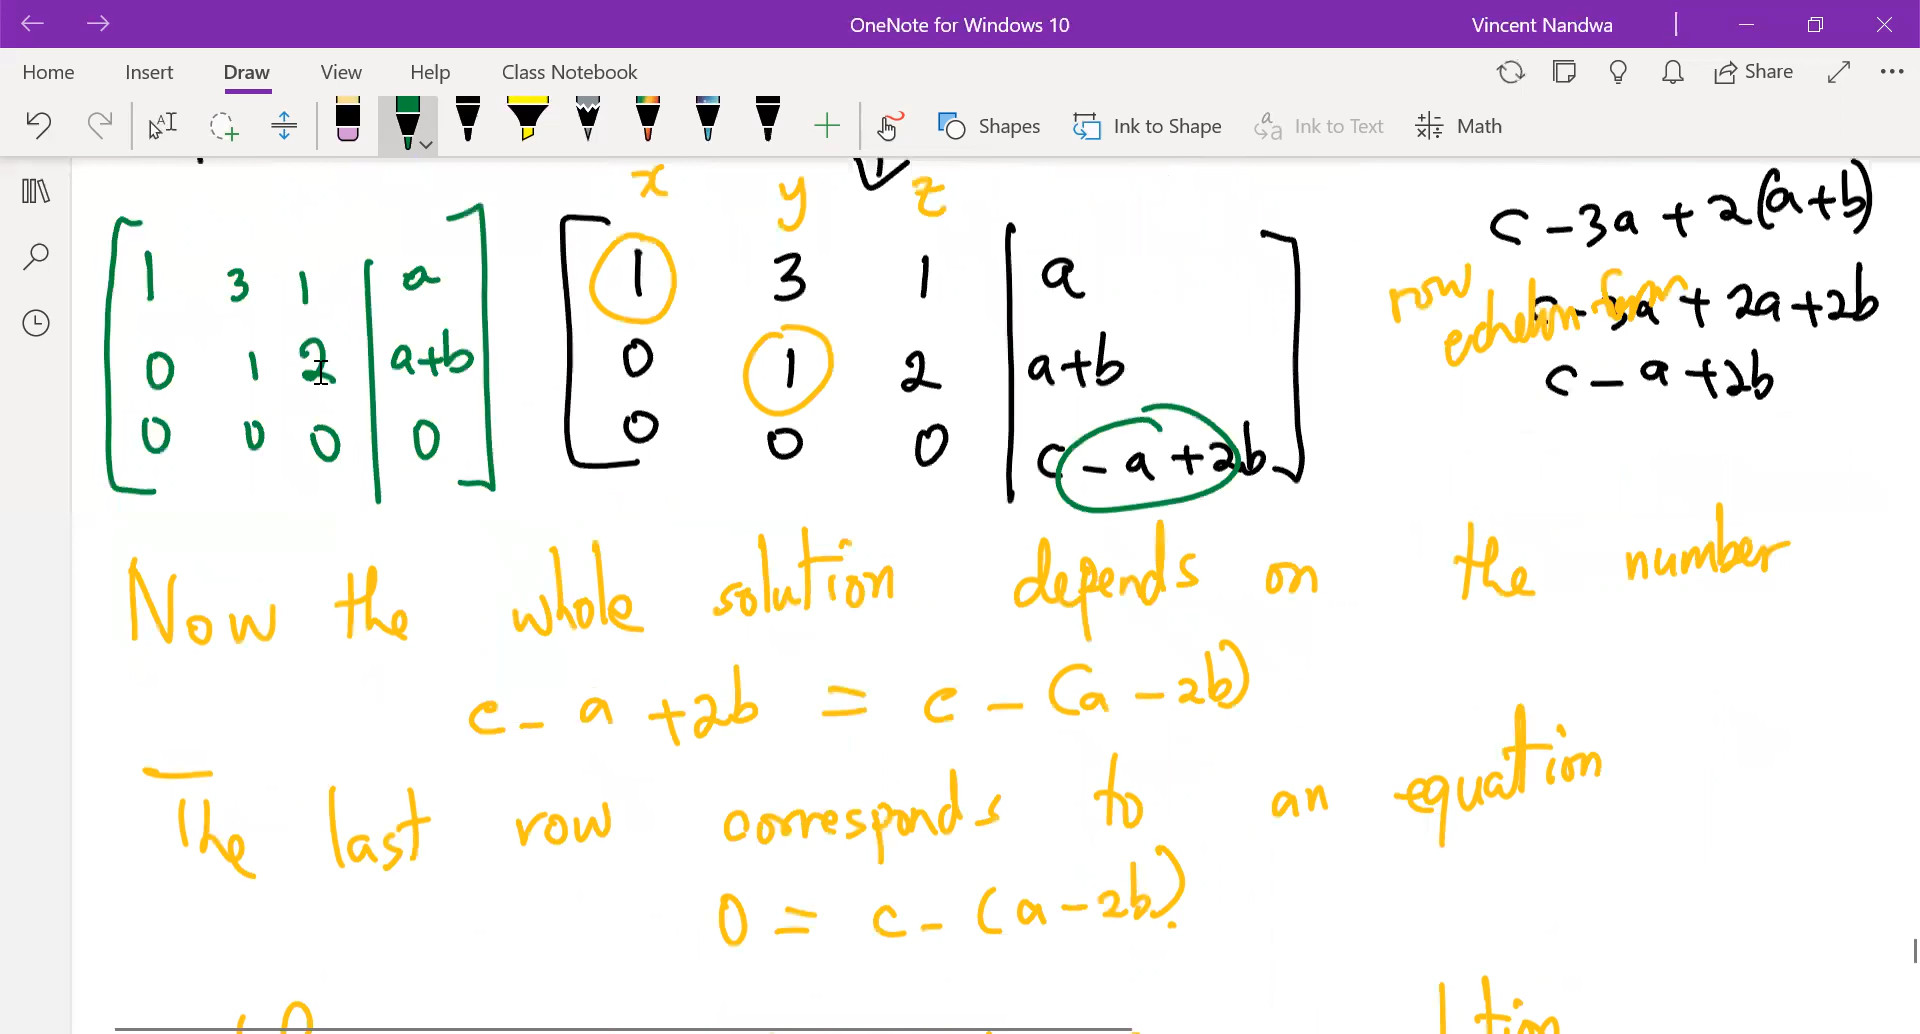 OneNote for Windows 10
Vincent Nandwa
Home Insert Draw View Help Class Notebook
Share
Shapes Ink to Shape Ink to Text Math
x y z
1 3 1 | a
0 1 2 | a+b
0 0 0 | 0
1 3 1 | a
0 1 2 | a+b
0 0 0 | c - a + 2b
c - 3a + 2(a+b)
row
echelon form
c - 3a + 2a + 2b
c - a + 2b
Now the whole solution depends on the number
c - a + 2b = c - (a - 2b)
The last row corresponds to an equation
0 = c - (a - 2b).